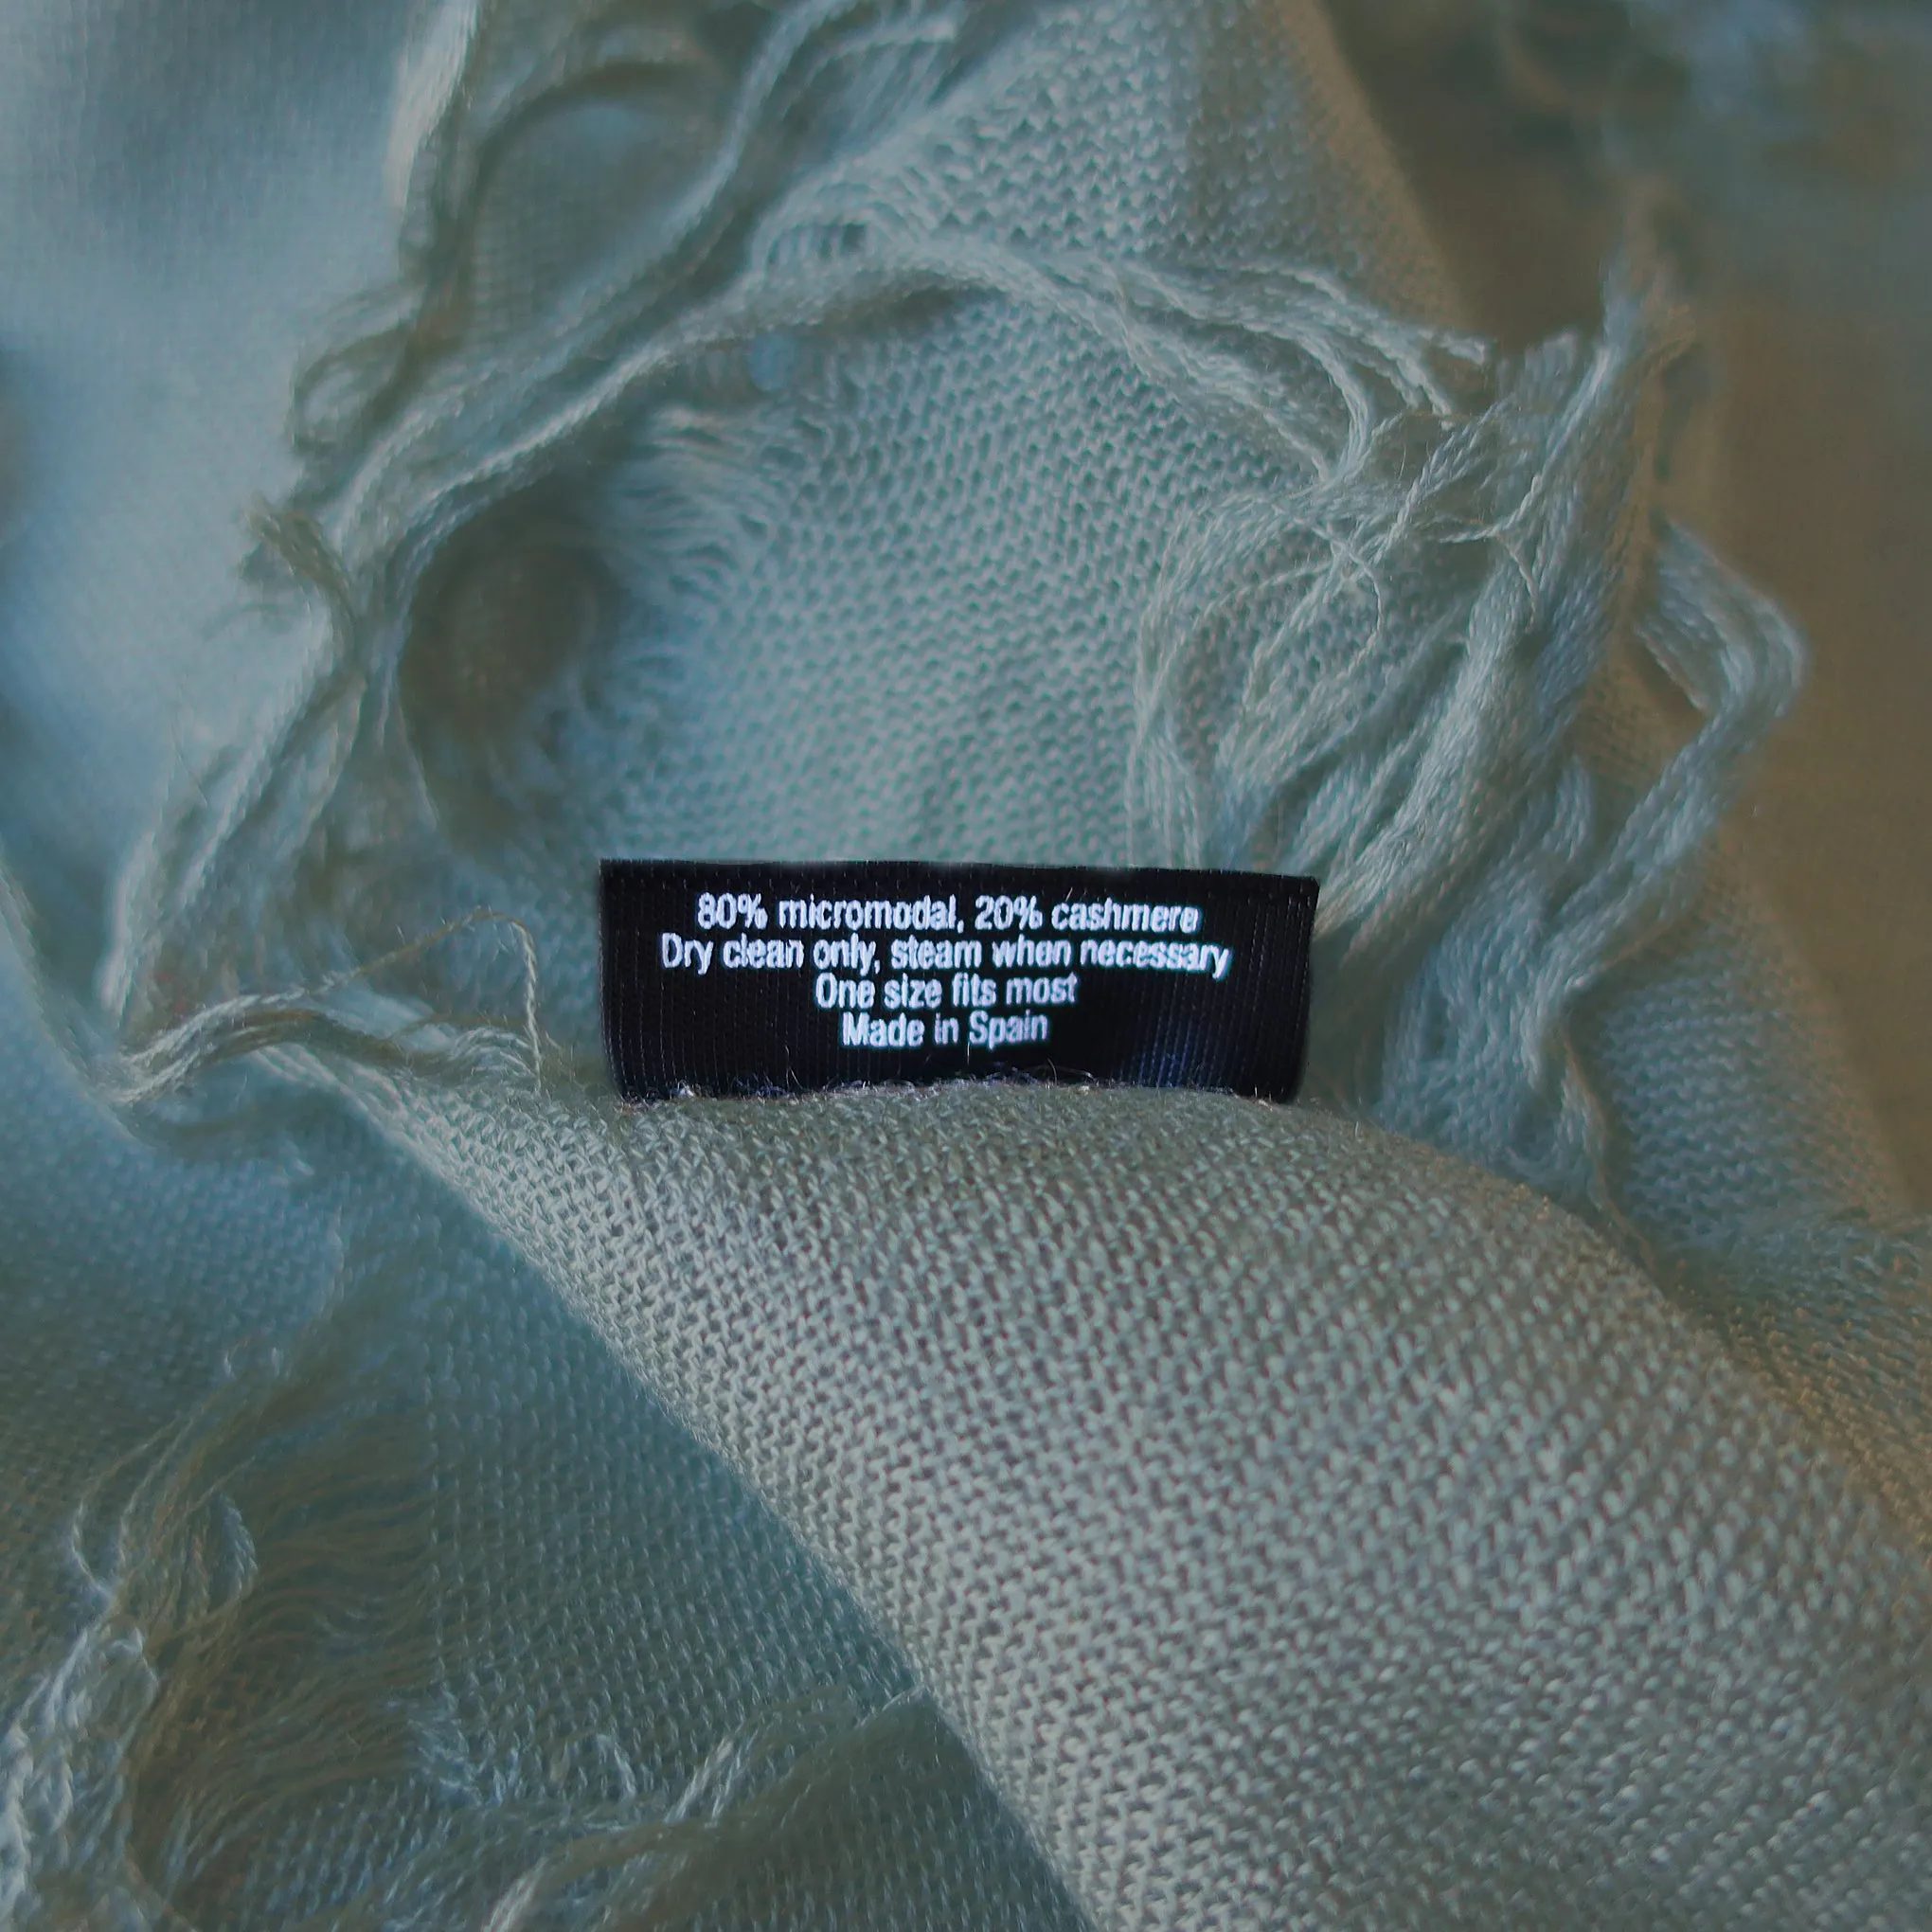 80% micromodal, 20% cashmere
Dry clean only, steam when necessary
One size fits most
Made in Spain